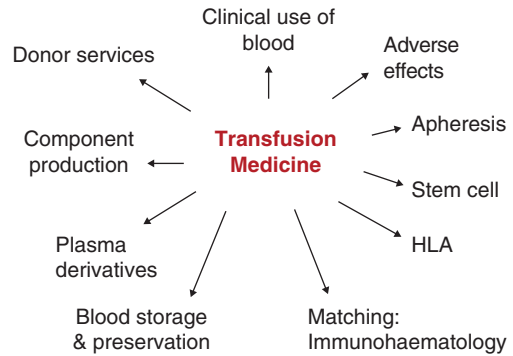 Clinical use of
blood
Donor services
Adverse
effects
Component
production
Transfusion
Medicine
Apheresis
Stem cell
Plasma
derivatives
HLA
Blood storage
& preservation
Matching:
Immunohaematology